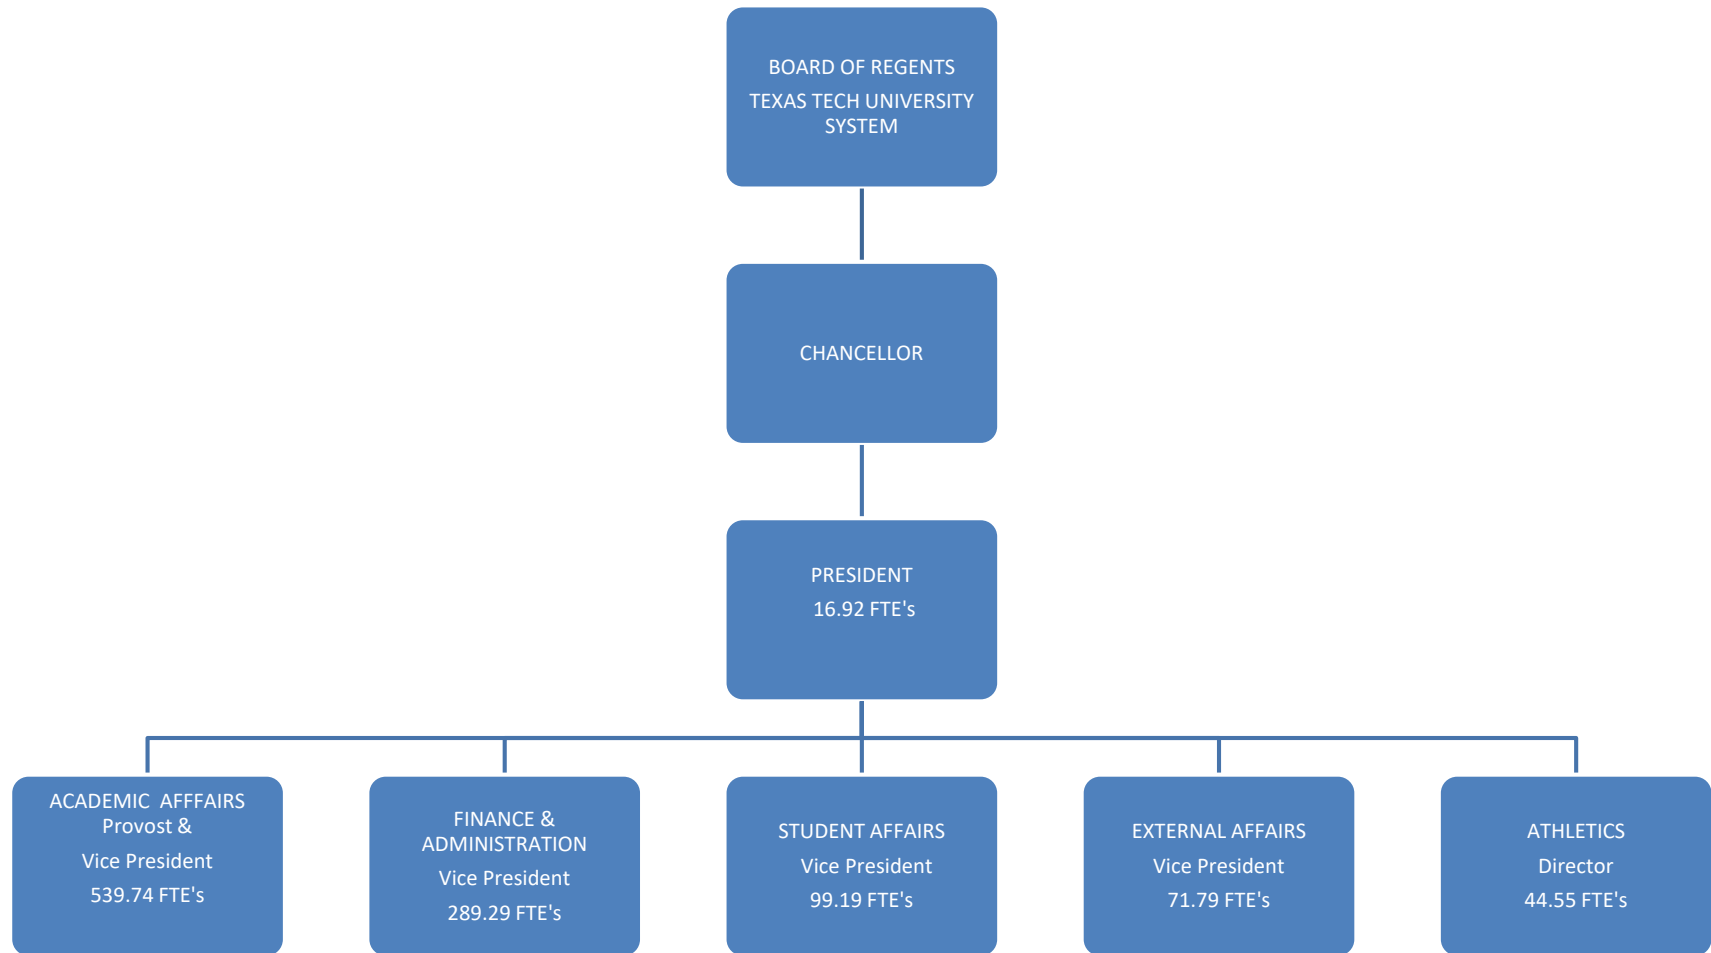 BOARD OF REGENTS
TEXAS TECH UNIVERSITY
SYSTEM
CHANCELLOR
PRESIDENT
16.92 FTE's
ACADEMIC  AFFFAIRS
Provost &
Vice President
539.74 FTE's
FINANCE &
ADMINISTRATION
Vice President
289.29 FTE's
STUDENT AFFAIRS
Vice President
99.19 FTE's
EXTERNAL AFFAIRS
Vice President
71.79 FTE's
ATHLETICS
Director
44.55 FTE's